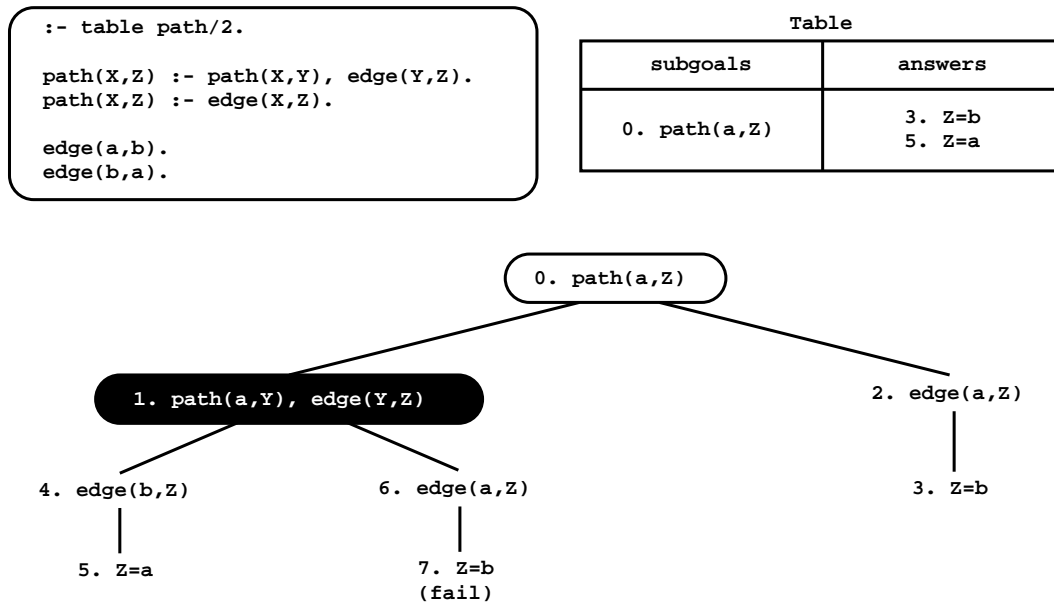 :- table path/2.
path(X,Z) :- path(X,Y), edge(Y,Z).
path(X,Z) :- edge(X,Z).
edge(a,b).
edge(b,a).
Table
subgoals answers
0. path(a,Z)
3. Z=b
5. Z=a
0. path(a,Z)
1. path(a,Y), edge(Y,Z)
2. edge(a,Z)
4. edge(b,Z)
6. edge(a,Z)
3. Z=b
5. Z=a
7. Z=b
(fail)